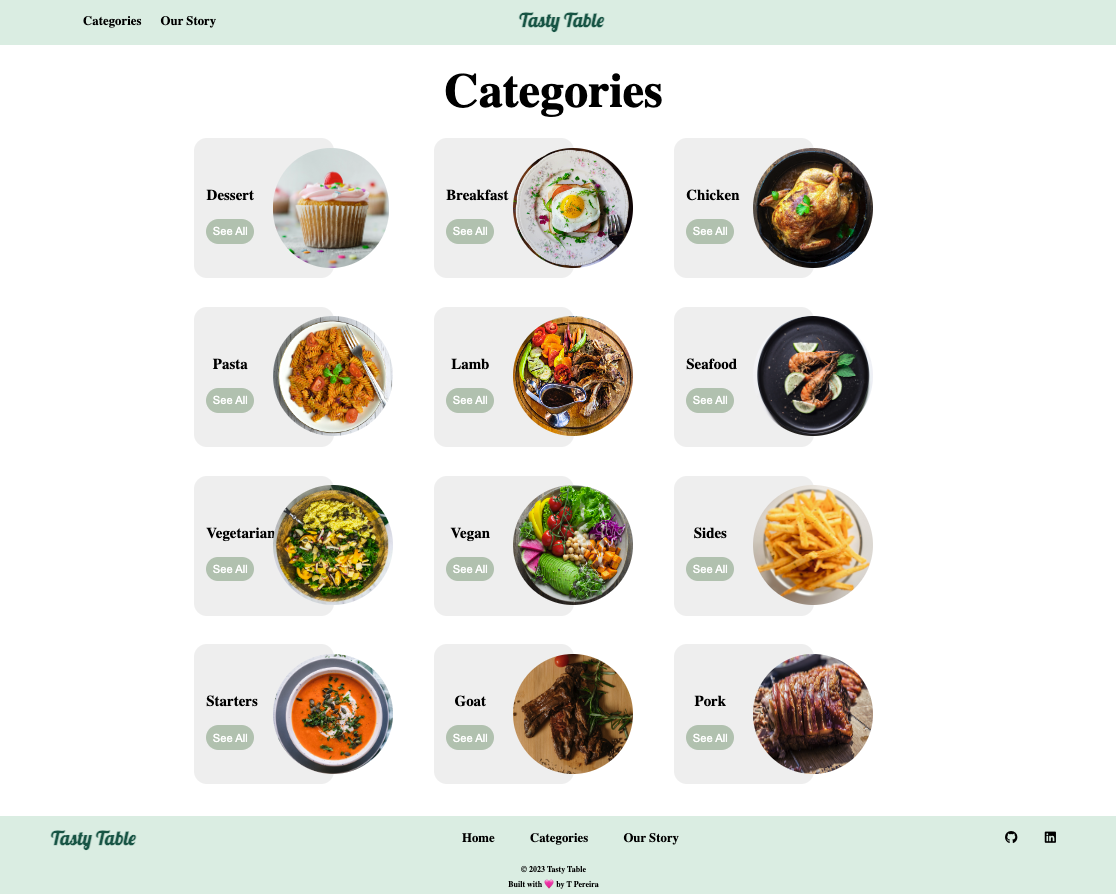 Categories Our Story Tasty Table
Categories
Dessert Breakfast Chicken
See All See All See All
Pasta Lamb Seafood
See All See All See All
Vegetarian Vegan Sides
See All See All See All
Starters Goat Pork
See All See All See All
Tasty Table Home Categories Our Story
© 2023 Tasty Table
Built with 💗 by T Pereira